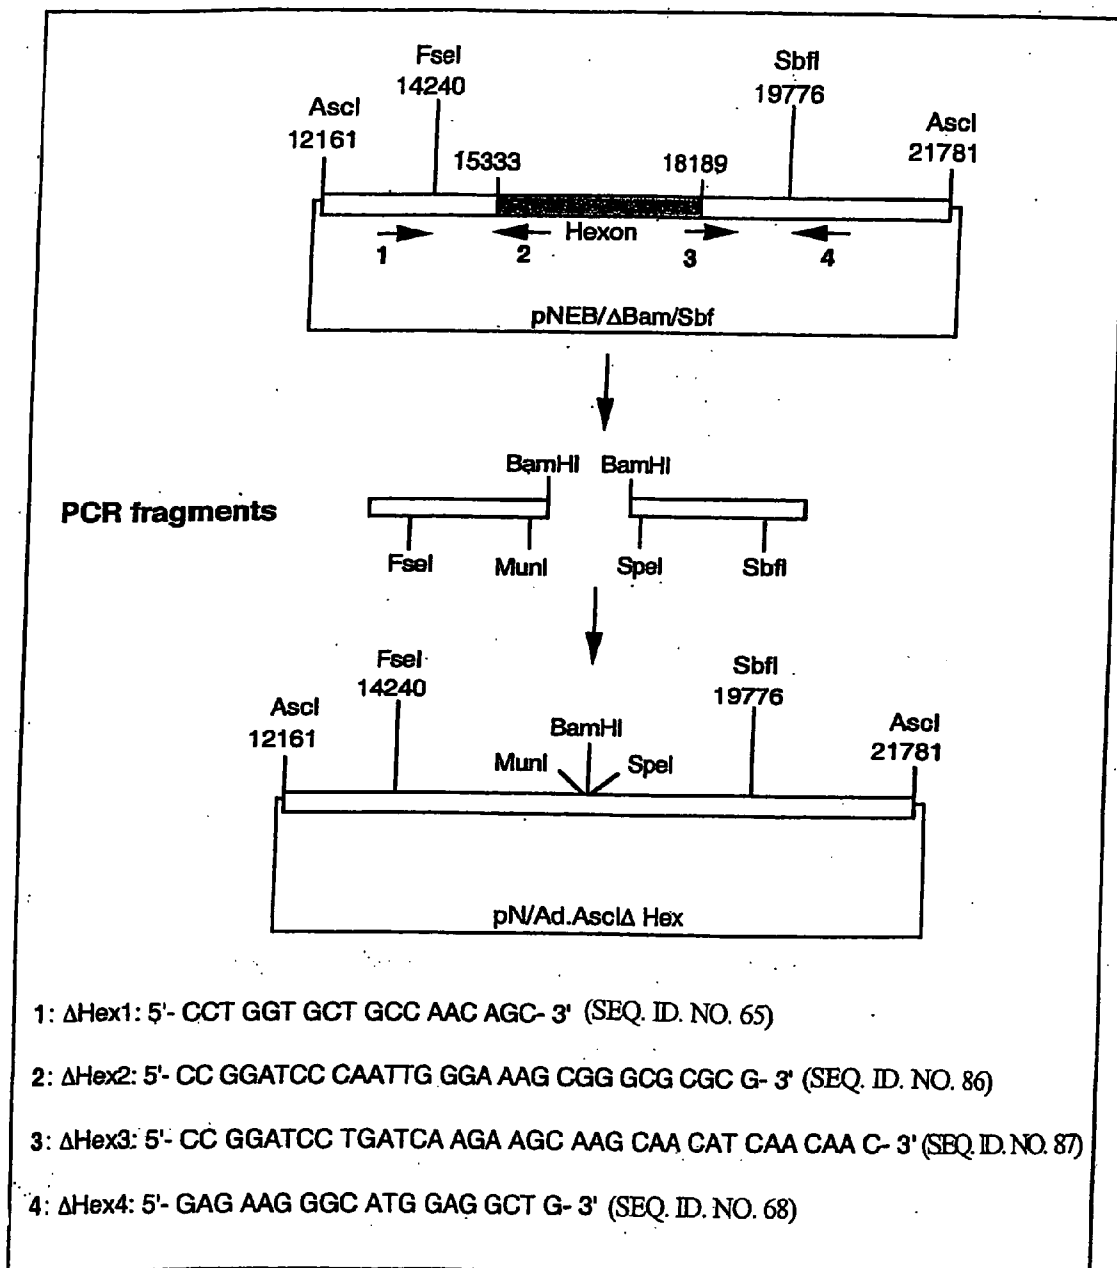 FseI
14240
SbfI
19776
AscI
12161
AscI
21781
15333
18189
Hexon
1
2
3
4
pNEB/ΔBam/Sbf
BamHI BamHI
PCR fragments
FseI MunI SpeI SbfI
FseI
14240
SbfI
19776
AscI
12161
AscI
21781
BamHI
MunI SpeI
pN/Ad.AscIΔ Hex
1: ΔHex1: 5'- CCT GGT GCT GCC AAC AGC- 3' (SEQ. ID. NO. 65)
2: ΔHex2: 5'- CC GGATCC CAATTG GGA AAG CGG GCG CGC G- 3' (SEQ. ID. NO. 86)
3: ΔHex3: 5'- CC GGATCC TGATCA AGA AGC AAG CAA CAT CAA CAA C- 3' (SEQ. ID. NO. 87)
4: ΔHex4: 5'- GAG AAG GGC ATG GAG GCT G- 3' (SEQ. ID. NO. 68)